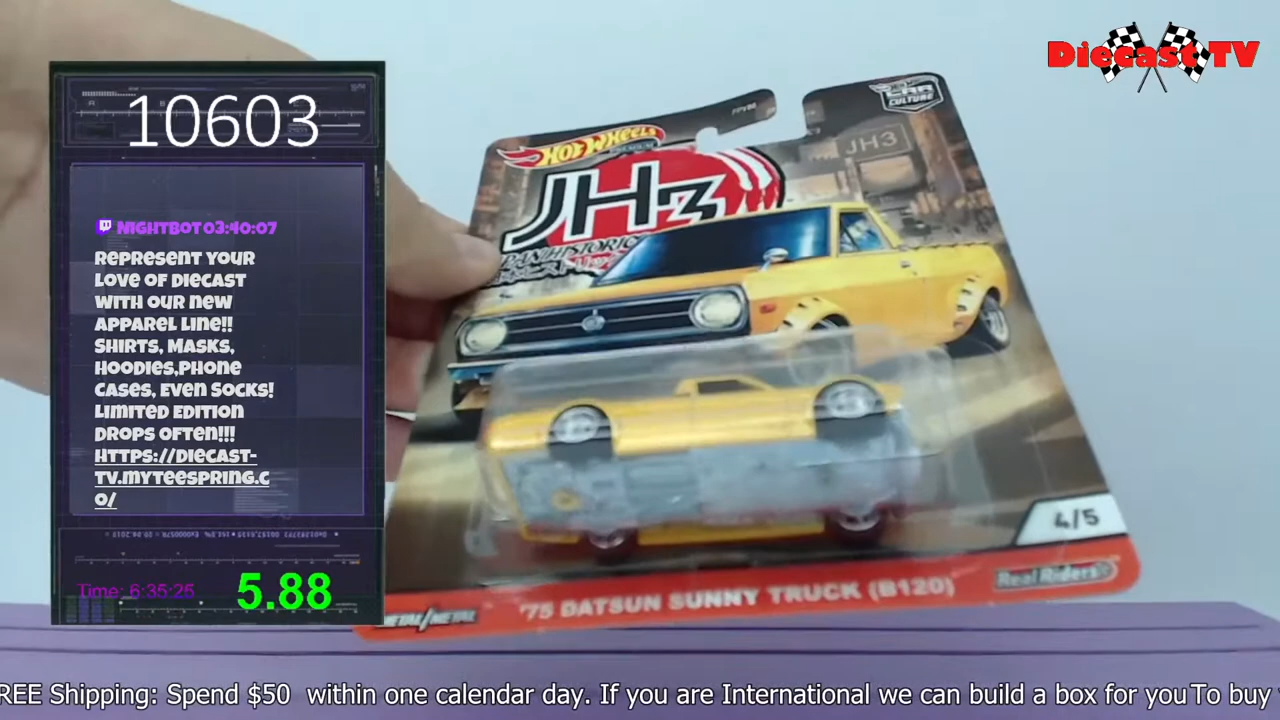 Diecast TV
10603
NIGHTBOT 03:40:07
REPRESENT YOUR
LOVE OF DIECAST
WITH OUR NEW
APPAREL LINE!!
SHIRTS, MASKS,
HOODIES,PHONE
CASES, EVEN SOCKS!
LIMITED EDITION
DROPS OFTEN!!!
HTTPS://DIECAST-
TV.MYTEESPRING.C
O/
Time: 6:35:25
5.88
HOT WHEELS
PREMIUM
CAR
CULTURE
JH3
JH3
4/5
Real Riders
METAL/METAL
'75 DATSUN SUNNY TRUCK (B120)
REE Shipping: Spend $50 within one calendar day. If you are International we can build a box for you To buy